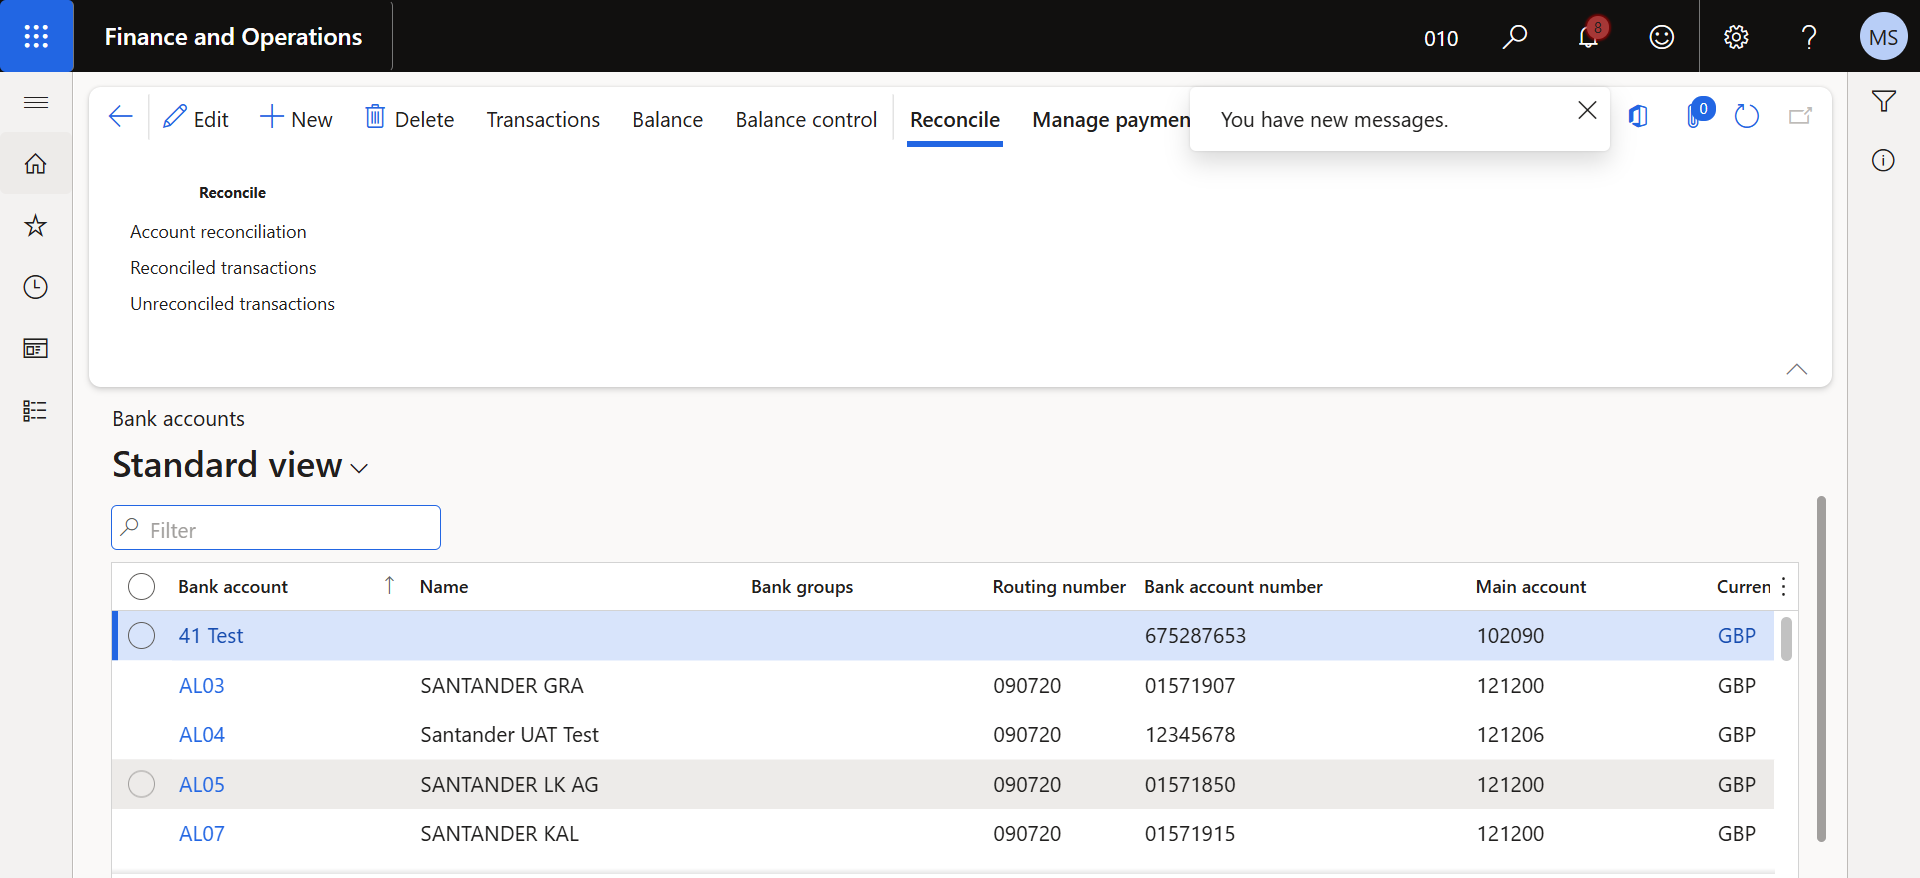 Finance and Operations
010
8
MS
Edit
New
Delete
Transactions
Balance
Balance control
Reconcile
Manage paymen
You have new messages.
0
Reconcile
Account reconciliation
Reconciled transactions
Unreconciled transactions
Bank accounts
Standard view
Filter
Bank account Name Bank groups Routing number Bank account number Main account Curren
41 Test 675287653 102090 GBP
AL03 SANTANDER GRA 090720 01571907 121200 GBP
AL04 Santander UAT Test 090720 12345678 121206 GBP
AL05 SANTANDER LK AG 090720 01571850 121200 GBP
AL07 SANTANDER KAL 090720 01571915 121200 GBP